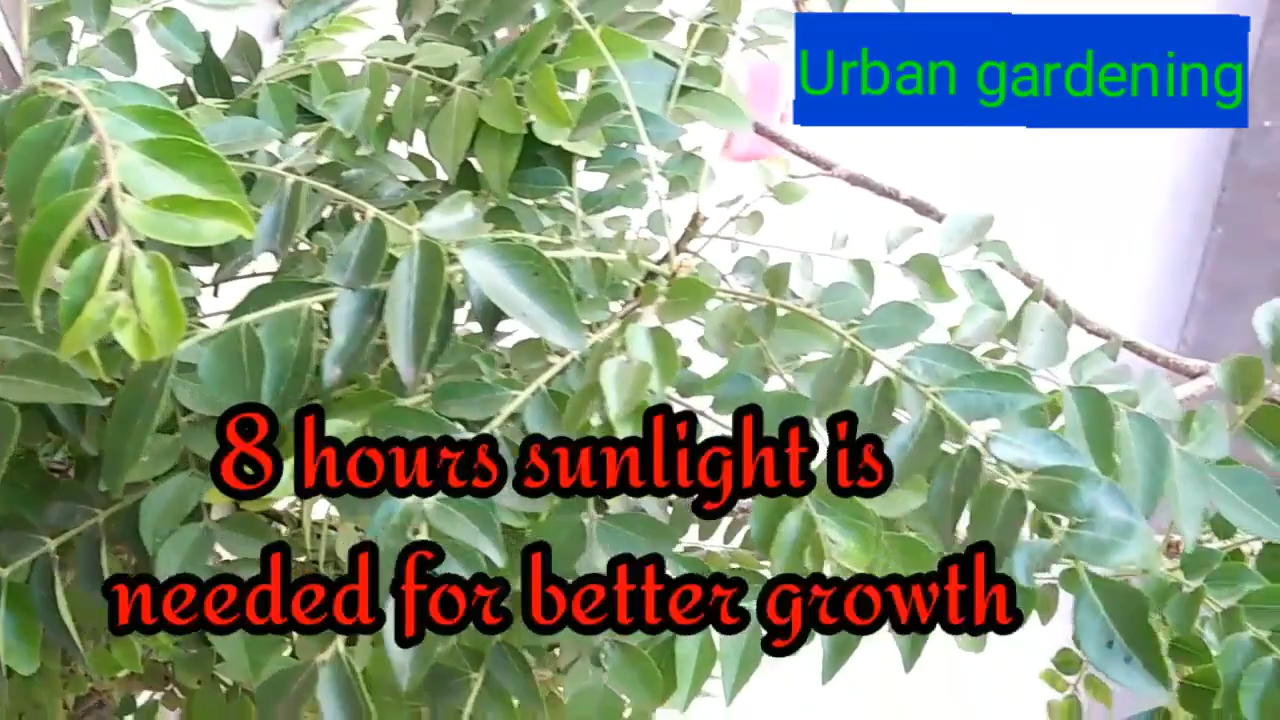 Urban gardening
8 hours sunlight is
needed for better growth